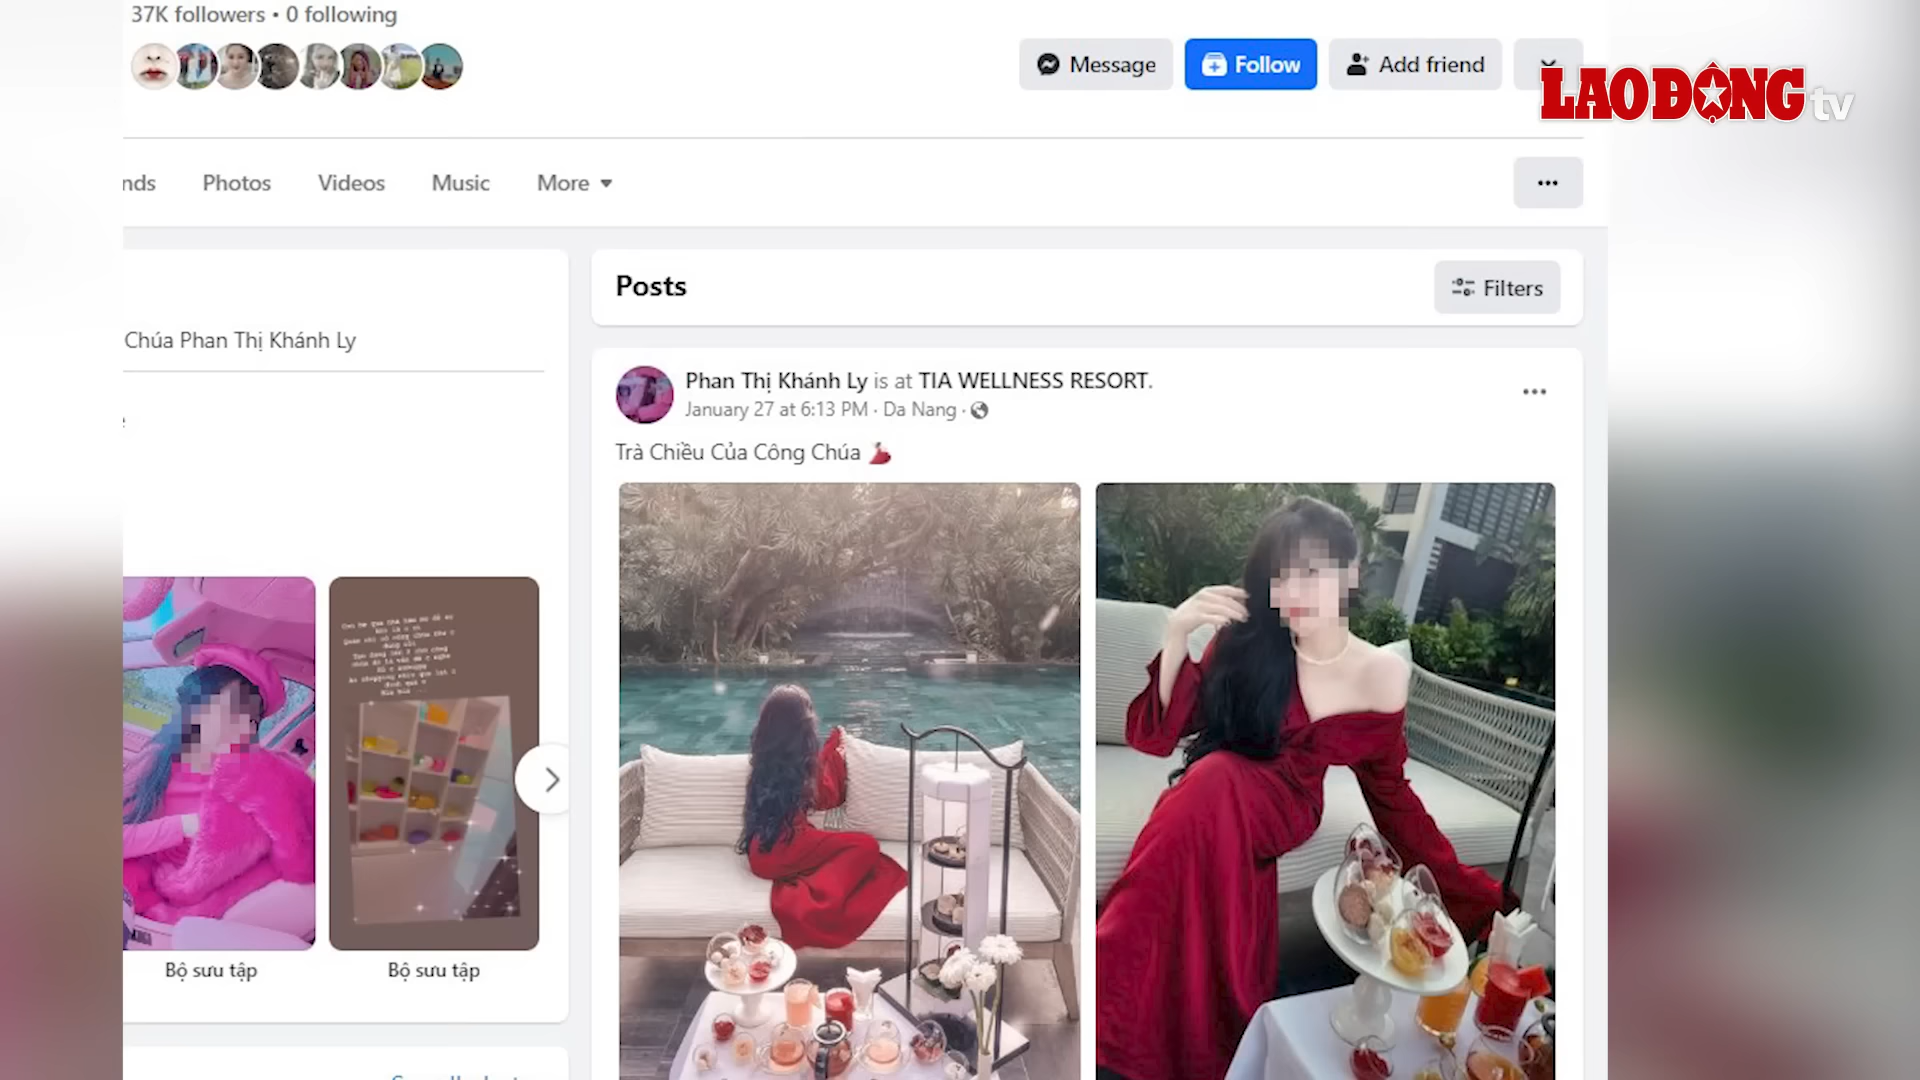 37K followers • 0 following
Message
Follow
Add friend
LAO ĐỘNG tv
nds
Photos
Videos
Music
More
Posts
Filters
Chúa Phan Thị Khánh Ly
Phan Thị Khánh Ly is at TIA WELLNESS RESORT.
January 27 at 6:13 PM · Da Nang ·
Trà Chiều Của Công Chúa
Bộ sưu tập
Bộ sưu tập